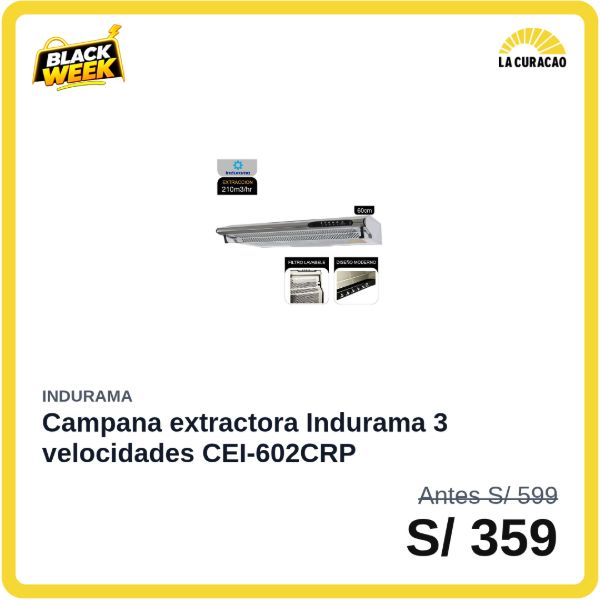 BLACK
WEEK
LA CURACAO
indurama
EXTRACCION
210m3/hr
60cm
FILTRO LAVABLE
DISEÑO MODERNO
INDURAMA
Campana extractora Indurama 3
velocidades CEI-602CRP
Antes S/ 599
S/ 359